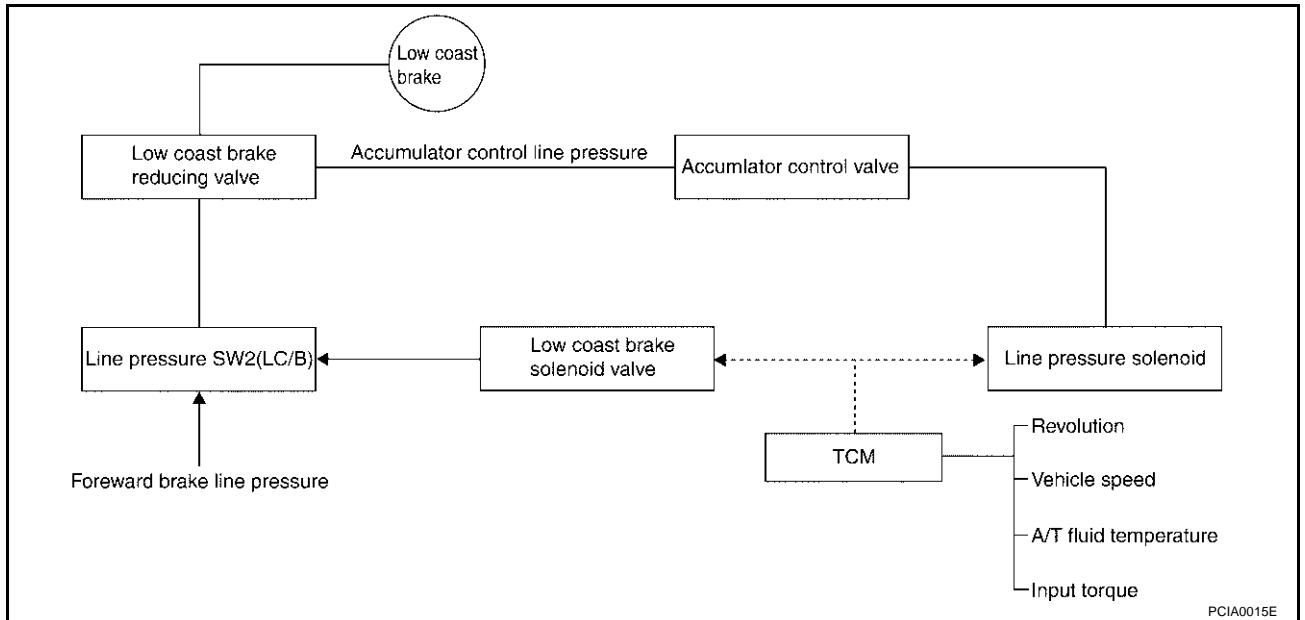 Low coast
brake
Low coast brake
reducing valve
Accumulator control line pressure
Accumlator control valve
Line pressure SW2(LC/B)
Low coast brake
solenoid valve
Line pressure solenoid
Foreward brake line pressure
TCM
Revolution
Vehicle speed
A/T fluid temperature
Input torque
PCIA0015E